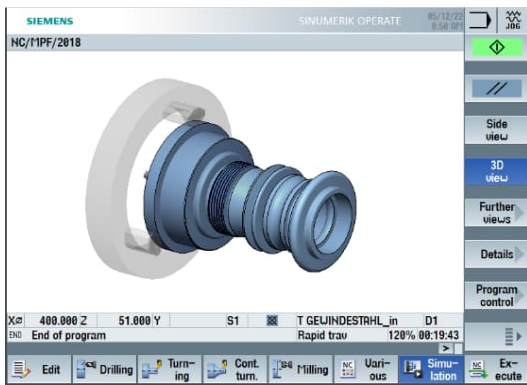 SIEMENS
SINUMERIK OPERATE
05/12/22
8:50 AM
JOG
NC/MPF/2018
Side
view
3D
view
Further
views
Details
Program
control
X⌀ 400.000 Z 51.000 Y S1 T GEWINDESTAHL_in D1
END End of program Rapid trav 120% 00:19:43
Edit
Drilling
Turn-
ing
Cont.
turn.
Milling
Vari-
ous
Simu-
lation
Ex-
ecute